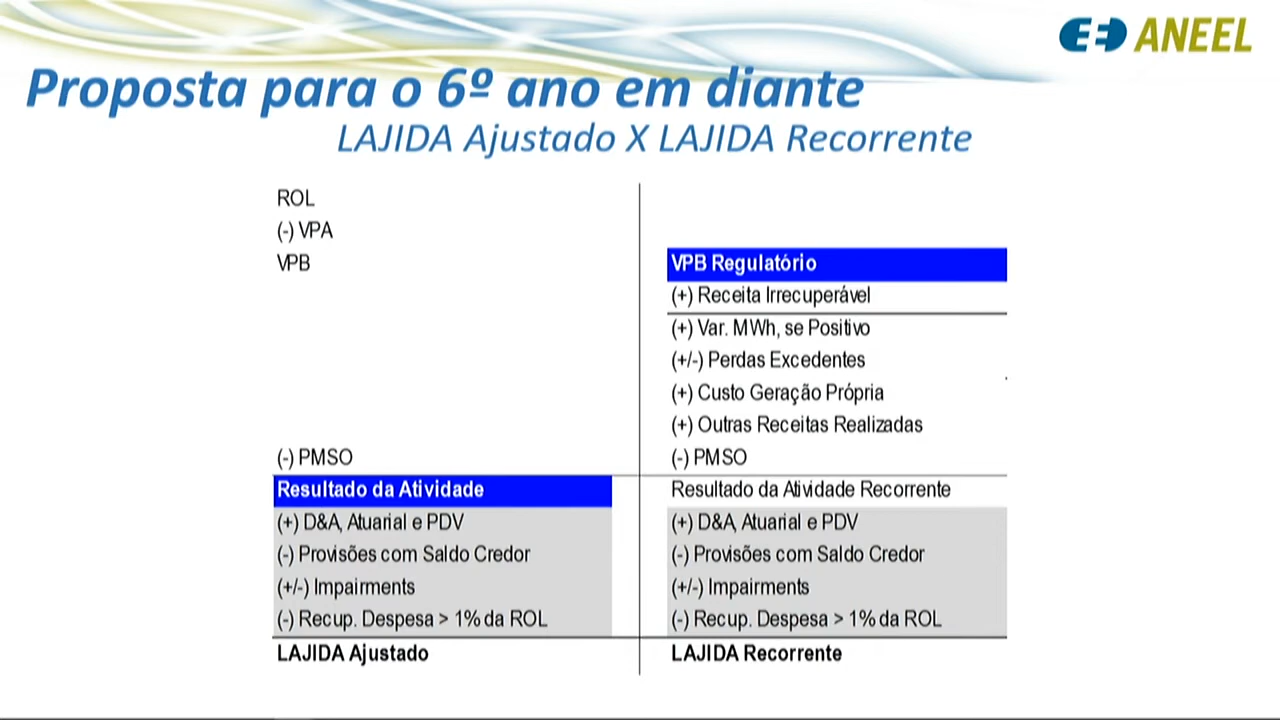 ANEEL
Proposta para o 6º ano em diante
LAJIDA Ajustado X LAJIDA Recorrente
ROL
(-) VPA
VPB
(-) PMSO
Resultado da Atividade
(+) D&A, Atuarial e PDV
(-) Provisões com Saldo Credor
(+/-) Impairments
(-) Recup. Despesa > 1% da ROL
LAJIDA Ajustado
VPB Regulatório
(+) Receita Irrecuperável
(+) Var. MWh, se Positivo
(+/-) Perdas Excedentes
(+) Custo Geração Própria
(+) Outras Receitas Realizadas
(-) PMSO
Resultado da Atividade Recorrente
(+) D&A, Atuarial e PDV
(-) Provisões com Saldo Credor
(+/-) Impairments
(-) Recup. Despesa > 1% da ROL
LAJIDA Recorrente